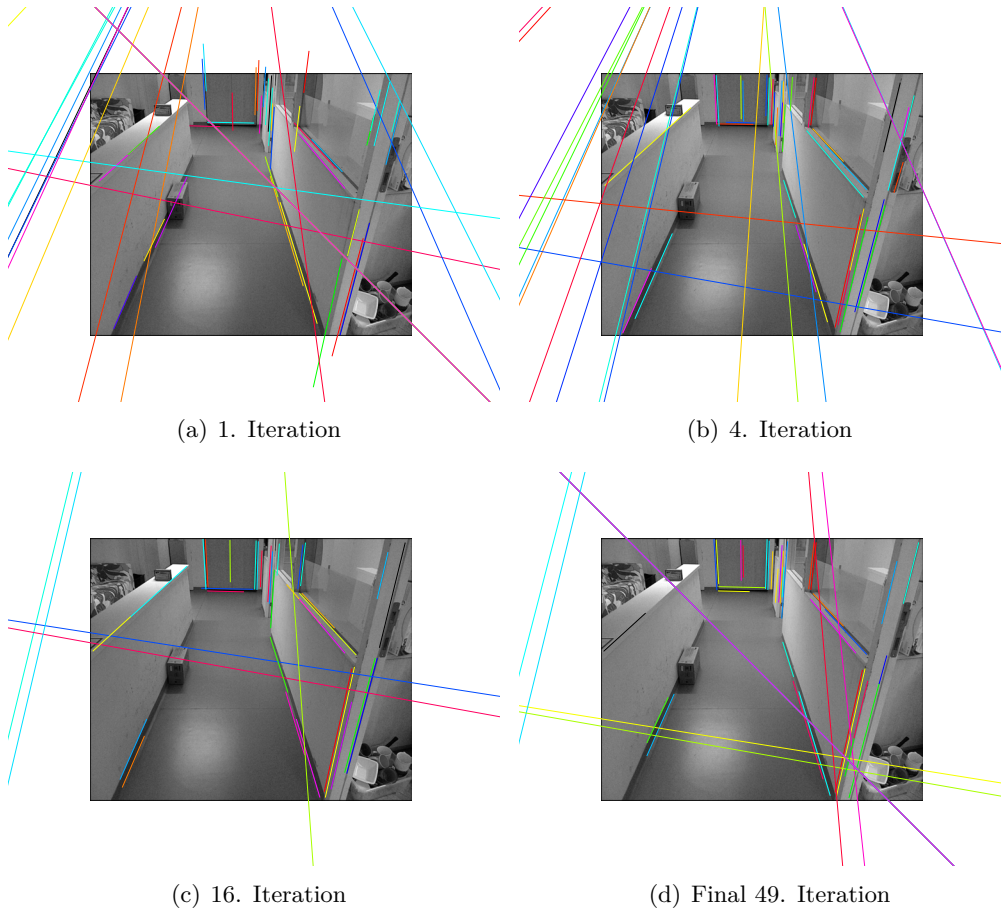 (a) 1. Iteration
(b) 4. Iteration
(c) 16. Iteration
(d) Final 49. Iteration